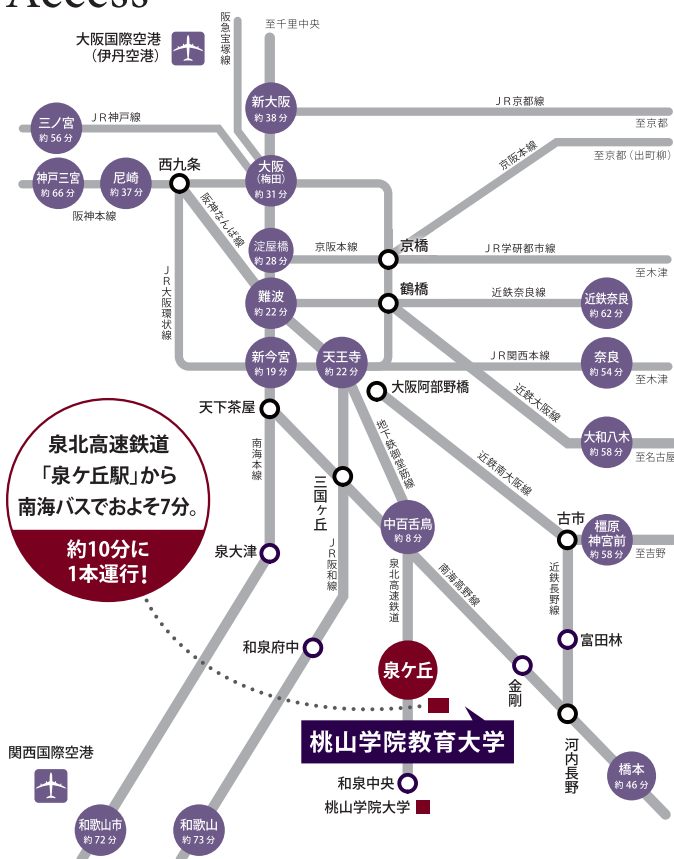 Access
大阪国際空港
（伊丹空港）
阪急宝塚線
至千里中央
新大阪
約38分
JR京都線
至京都
三ノ宮
約56分
JR神戸線
京阪本線
至京都（出町柳）
神戸三宮
約66分
尼崎
約37分
西九条
大阪
（梅田）
約31分
阪神本線
阪神なんば線
淀屋橋
約28分
京阪本線
京橋
JR学研都市線
至木津
JR大阪環状線
難波
約22分
鶴橋
近鉄奈良線
近鉄奈良
約62分
新今宮
約19分
天王寺
約22分
JR関西本線
奈良
約54分
至木津
大阪阿部野橋
近鉄大阪線
天下茶屋
南海本線
地下鉄御堂筋線
大和八木
約58分
至名古屋
泉北高速鉄道
「泉ケ丘駅」から
南海バスでおよそ7分。
約10分に
1本運行！
近鉄南大阪線
三国ヶ丘
中百舌鳥
約8分
古市
橿原
神宮前
約58分
至吉野
泉大津
JR阪和線
泉北高速鉄道
南海高野線
近鉄長野線
和泉府中
富田林
泉ケ丘
金剛
桃山学院教育大学
河内長野
関西国際空港
和泉中央
桃山学院大学
橋本
約46分
和歌山市
約72分
和歌山
約73分